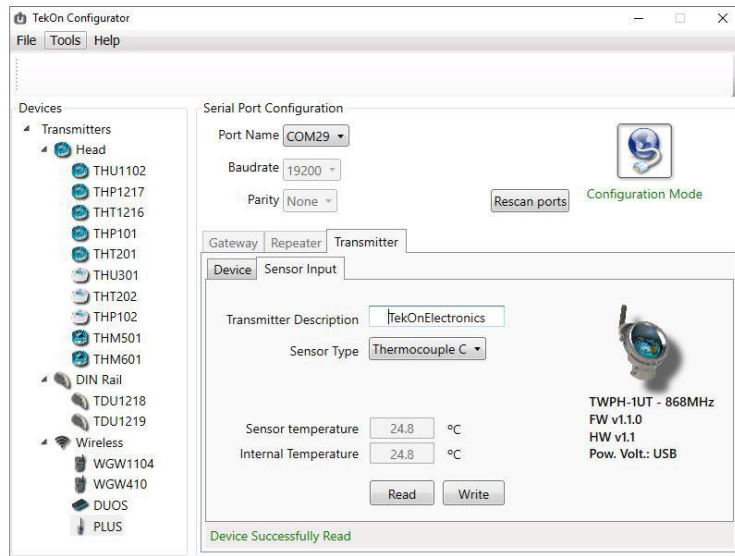 TekOn Configurator
File Tools Help
Devices
Transmitters
Head
THU1102
THP1217
THT1216
THP101
THT201
THU301
THT202
THP102
THM501
THM601
DIN Rail
TDU1218
TDU1219
Wireless
WGW1104
WGW410
DUOS
PLUS
Serial Port Configuration
Port Name COM29
Baudrate 19200
Parity None
Rescan ports
Configuration Mode
Gateway Repeater Transmitter
Device Sensor Input
Transmitter Description TekOnElectronics
Sensor Type Thermocouple C
Sensor temperature 24.8 ºC
Internal Temperature 24.8 ºC
Read Write
TWPH-1UT - 868MHz
FW v1.1.0
HW v1.1
Pow. Volt.: USB
Device Successfully Read